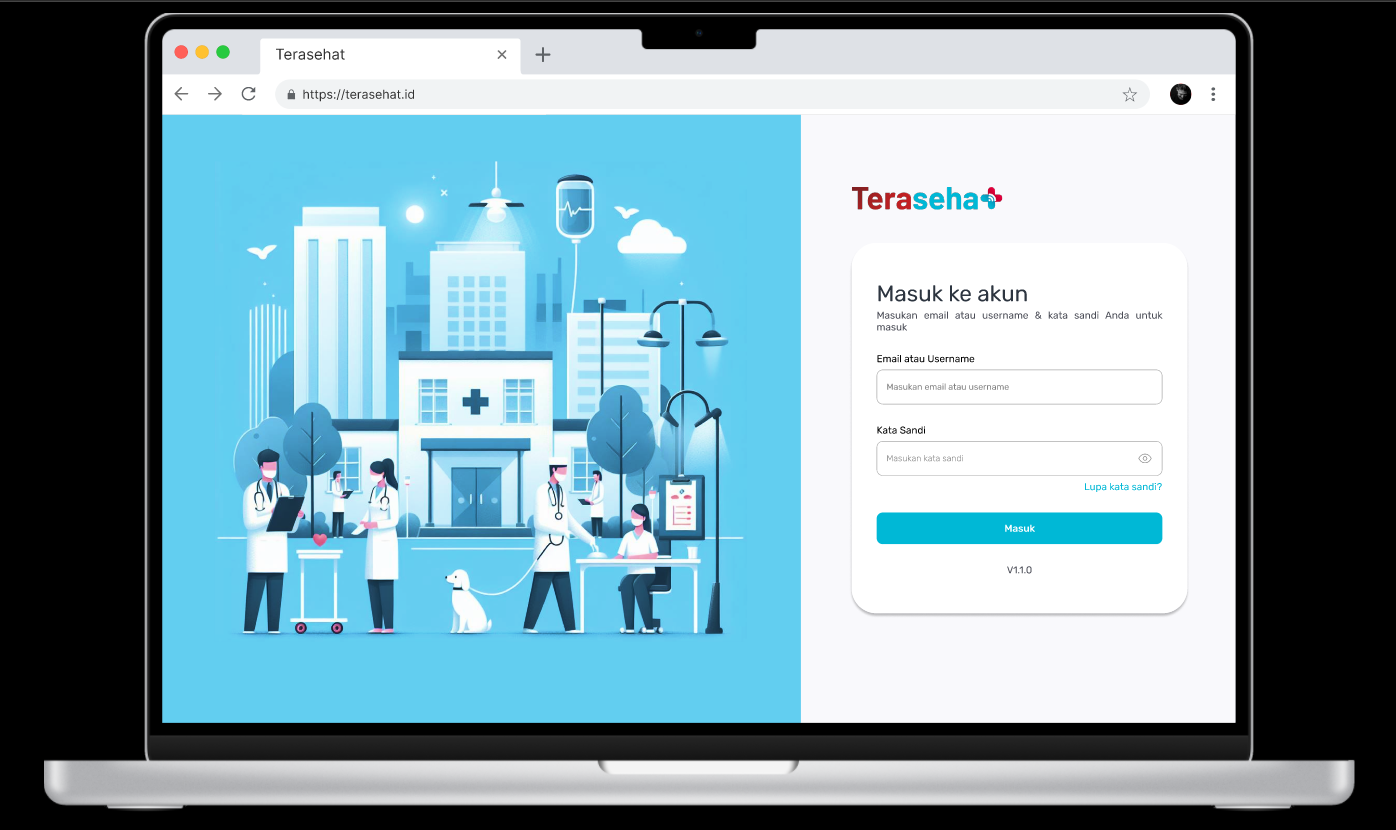 Terasehat
https://terasehat.id
Terasehat
Masuk ke akun
Masukan email atau username & kata sandi Anda untuk
masuk
Email atau Username
Masukan email atau username
Kata Sandi
Masukan kata sandi
Lupa kata sandi?
Masuk
V1.1.0